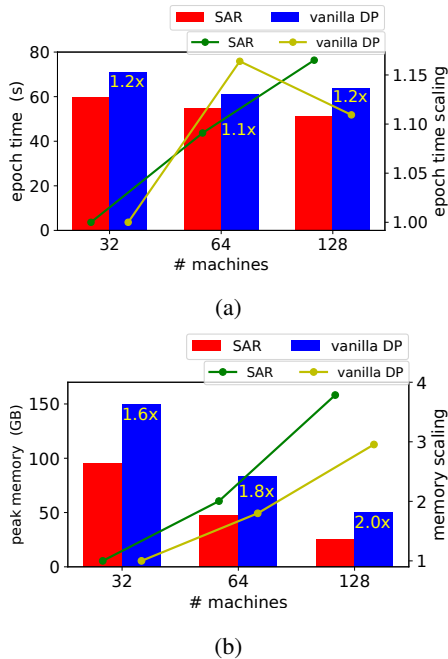 SAR vanilla DP
SAR vanilla DP
80
60
40
20
0
epoch time (s)
1.2x
1.1x
1.2x
1.15
1.10
1.05
1.00
epoch time scaling
32 64 128
# machines
(a)
SAR vanilla DP
SAR vanilla DP
150
100
50
0
peak memory (GB)
1.6x
1.8x
2.0x
4
3
2
1
memory scaling
32 64 128
# machines
(b)